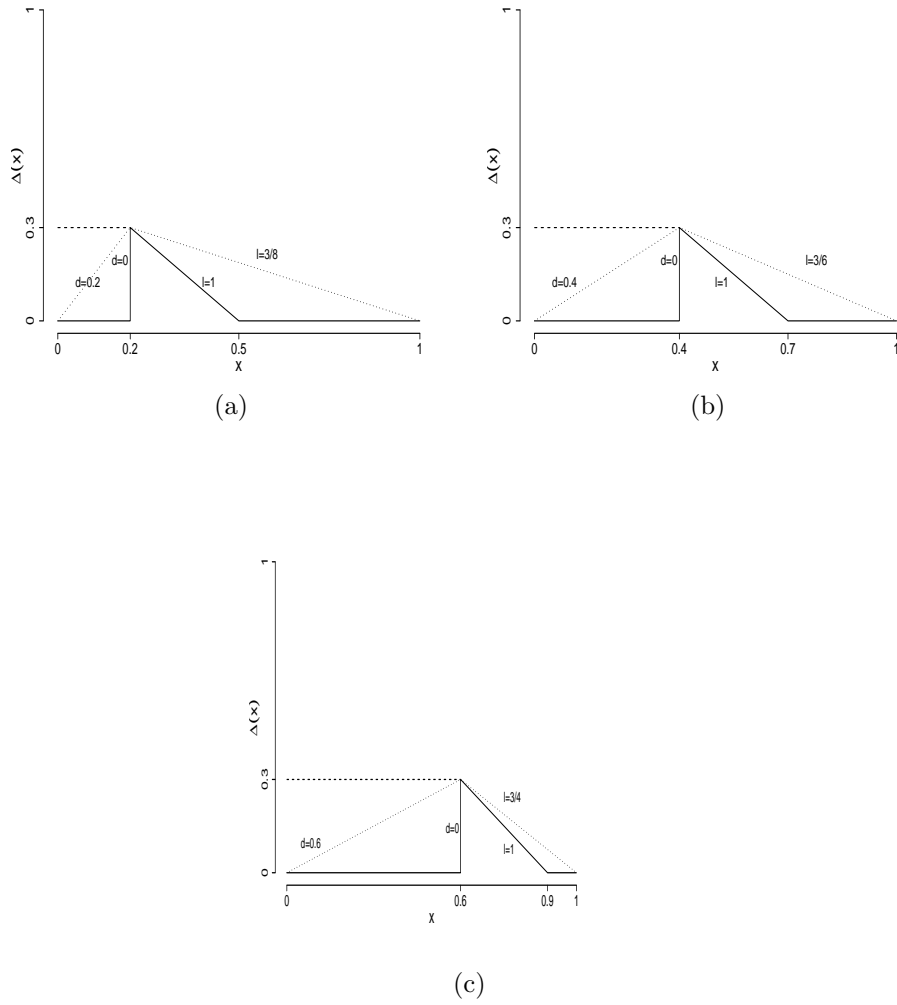 1
0.3
0
Δ(x)
d=0.2
d=0
l=1
l=3/8
0 0.2 0.5 1
x
(a)
1
0.3
0
Δ(x)
d=0.4
d=0
l=1
l=3/6
0 0.4 0.7 1
x
(b)
1
0.3
0
Δ(x)
d=0.6
d=0
l=1
l=3/4
0 0.6 0.9 1
x
(c)